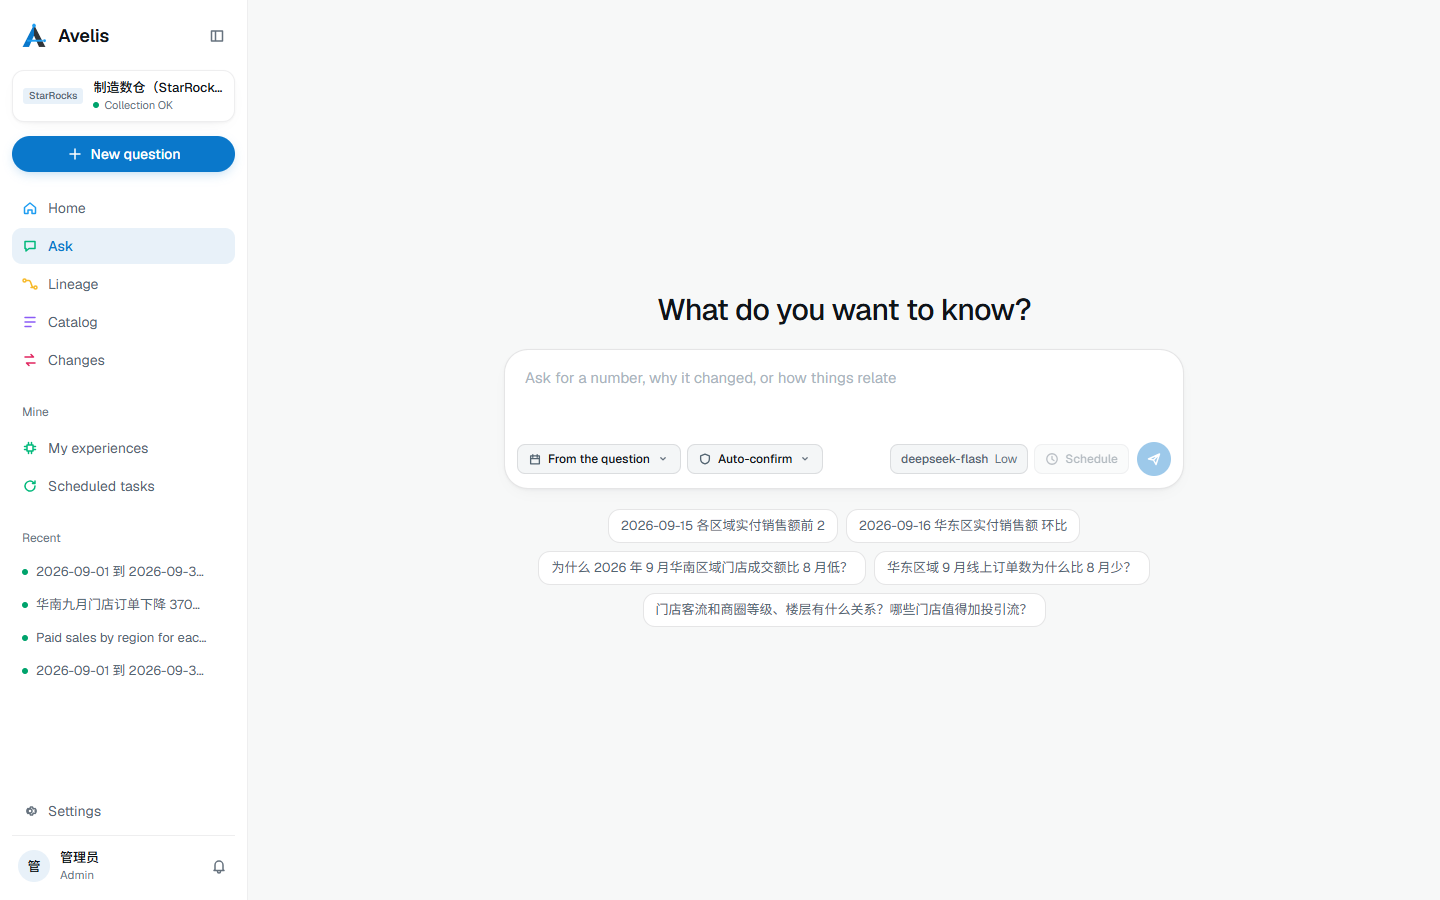 Avelis
StarRocks
制造数仓（StarRock...
Collection OK
New question
Home
Ask
Lineage
Catalog
Changes
Mine
My experiences
Scheduled tasks
Recent
2026-09-01 到 2026-09-3...
华南九月门店订单下降 370...
Paid sales by region for eac...
2026-09-01 到 2026-09-3...
Settings
管
管理员
Admin
What do you want to know?
Ask for a number, why it changed, or how things relate
From the question
Auto-confirm
deepseek-flash Low
Schedule
2026-09-15 各区域实付销售额前 2
2026-09-16 华东区实付销售额 环比
为什么 2026 年 9 月华南区域门店成交额比 8 月低？
华东区域 9 月线上订单数为什么比 8 月少？
门店客流和商圈等级、楼层有什么关系？哪些门店值得加投引流？